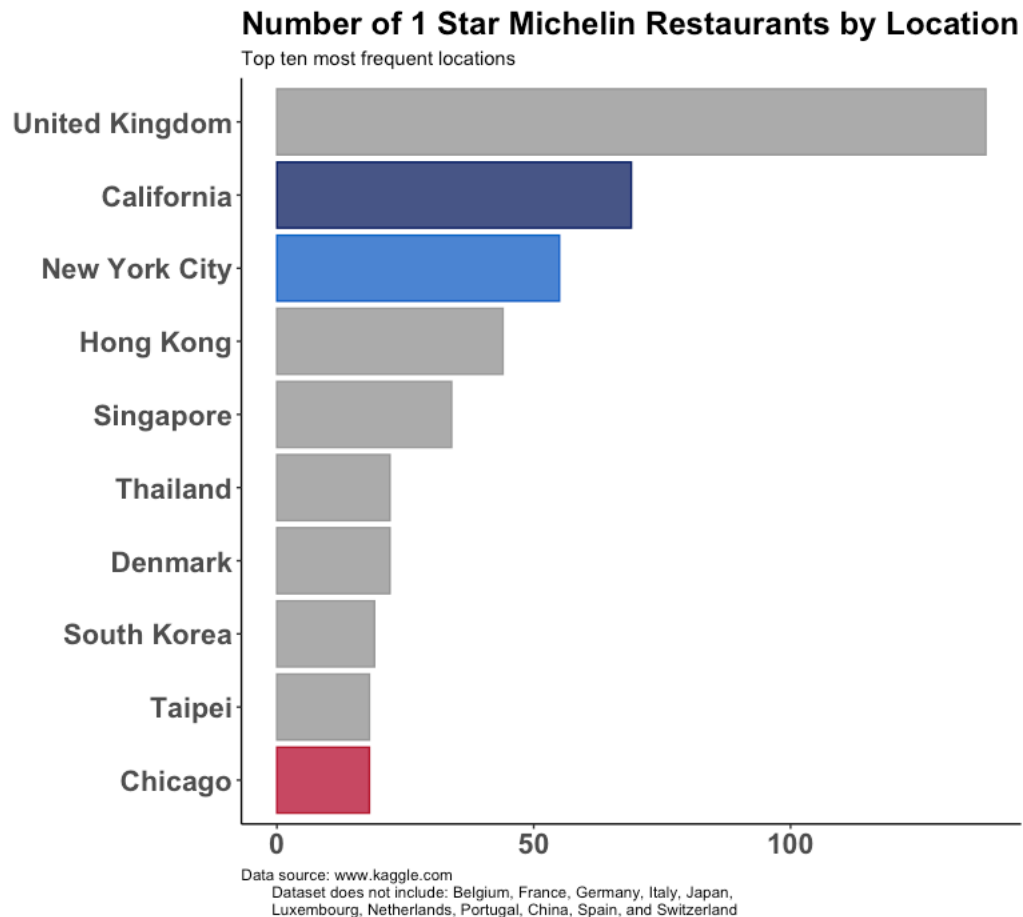 Number of 1 Star Michelin Restaurants by Location
Top ten most frequent locations
United Kingdom
California
New York City
Hong Kong
Singapore
Thailand
Denmark
South Korea
Taipei
Chicago
0 50 100
Data source: www.kaggle.com
Dataset does not include: Belgium, France, Germany, Italy, Japan,
Luxembourg, Netherlands, Portugal, China, Spain, and Switzerland